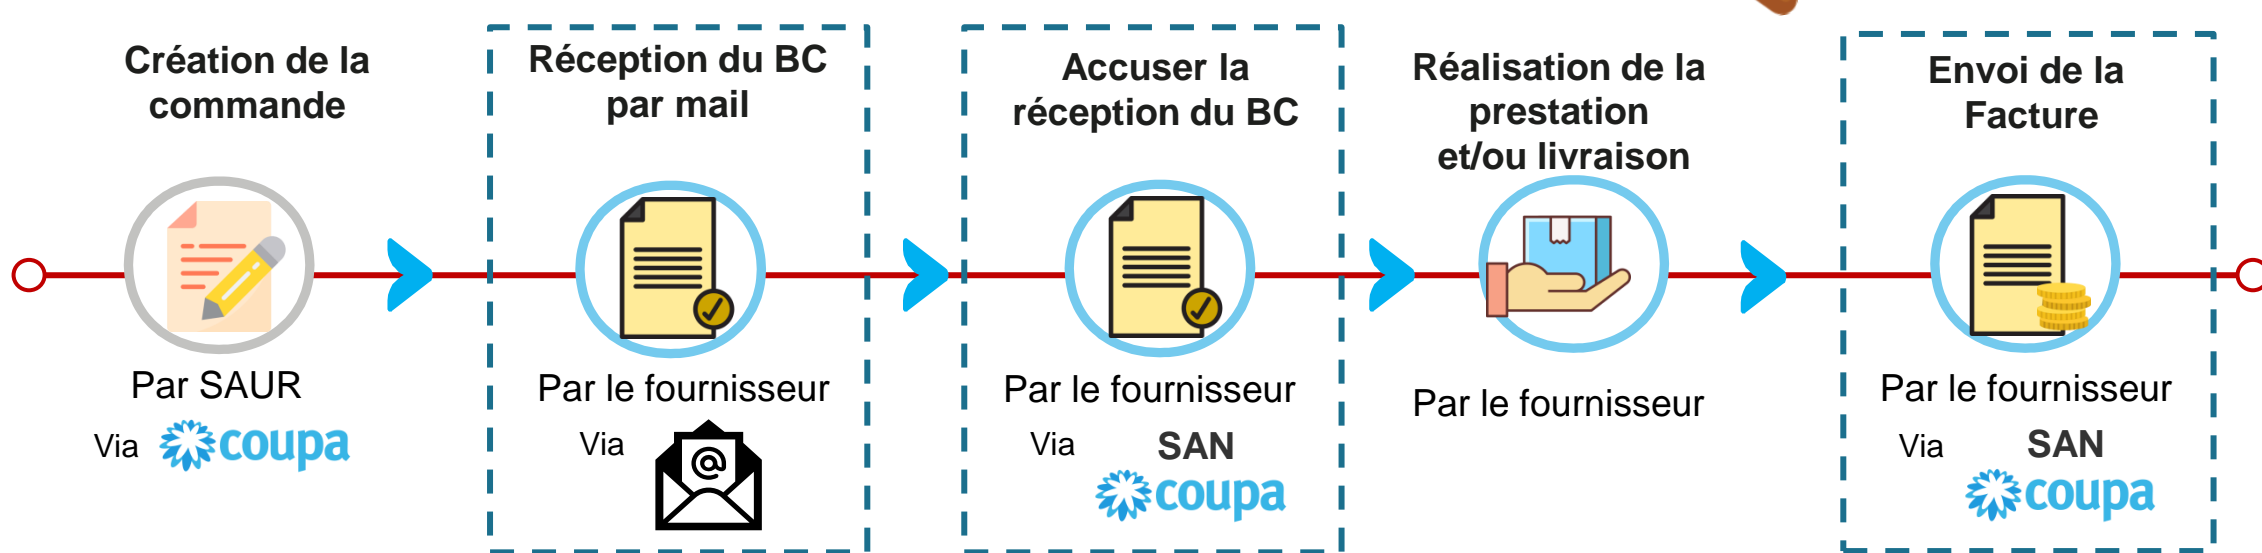 Création de la
commande
Par SAUR
Via coupa
Réception du BC
par mail
Par le fournisseur
Via
@
Accuser la
réception du BC
Par le fournisseur
Via SAN
coupa
Réalisation de la
prestation
et/ou livraison
Par le fournisseur
Envoi de la
Facture
Par le fournisseur
Via SAN
coupa